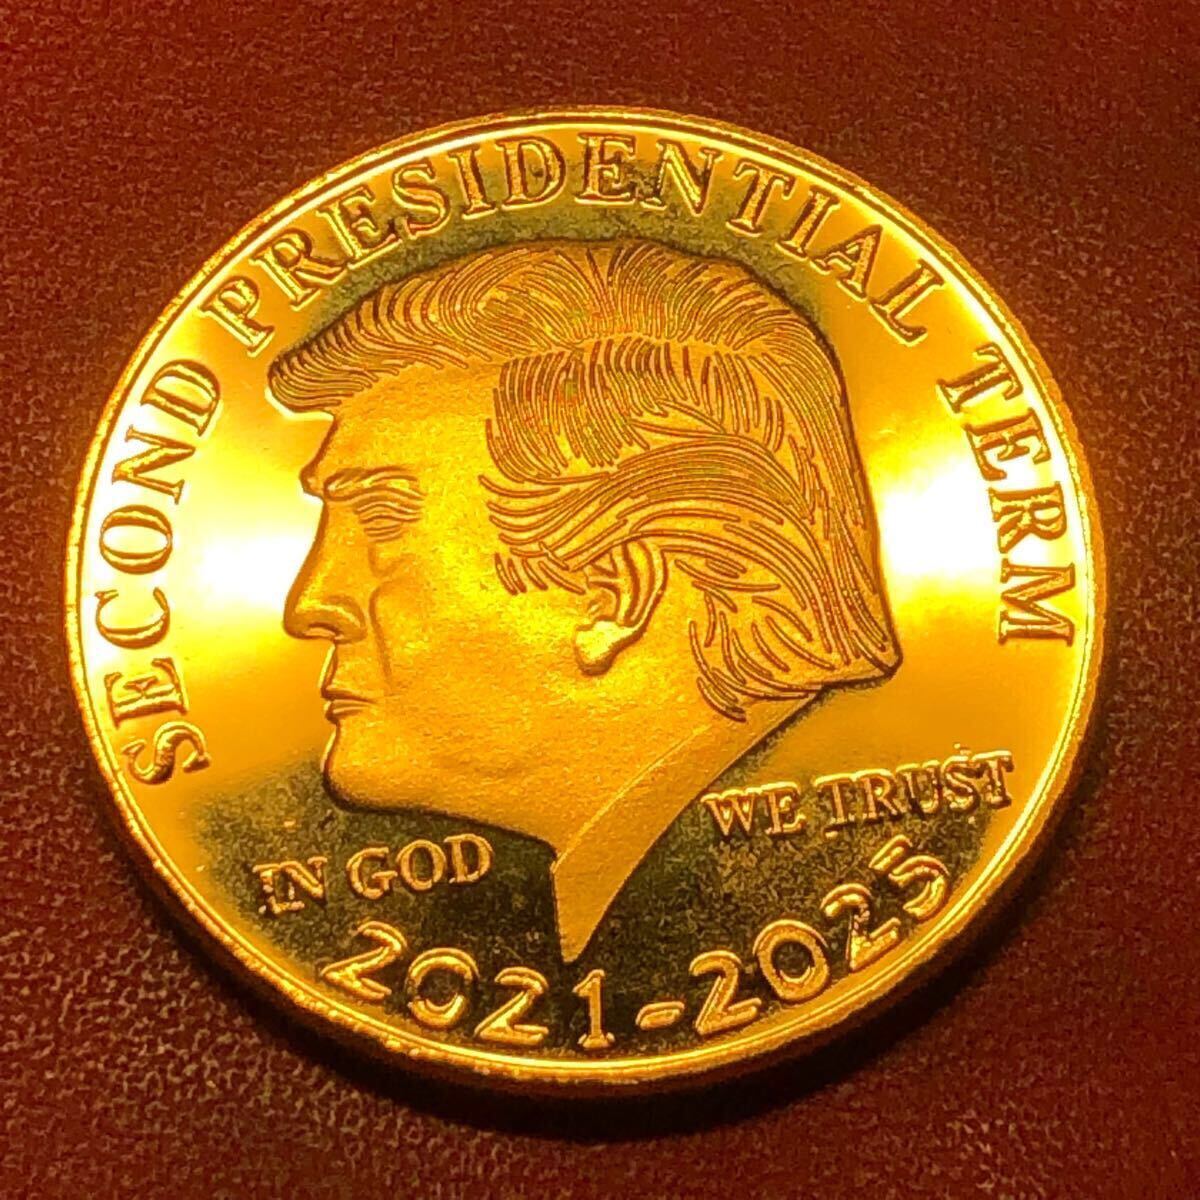 SECOND PRESIDENTIAL TERM
IN GOD WE TRUST
2021-2025